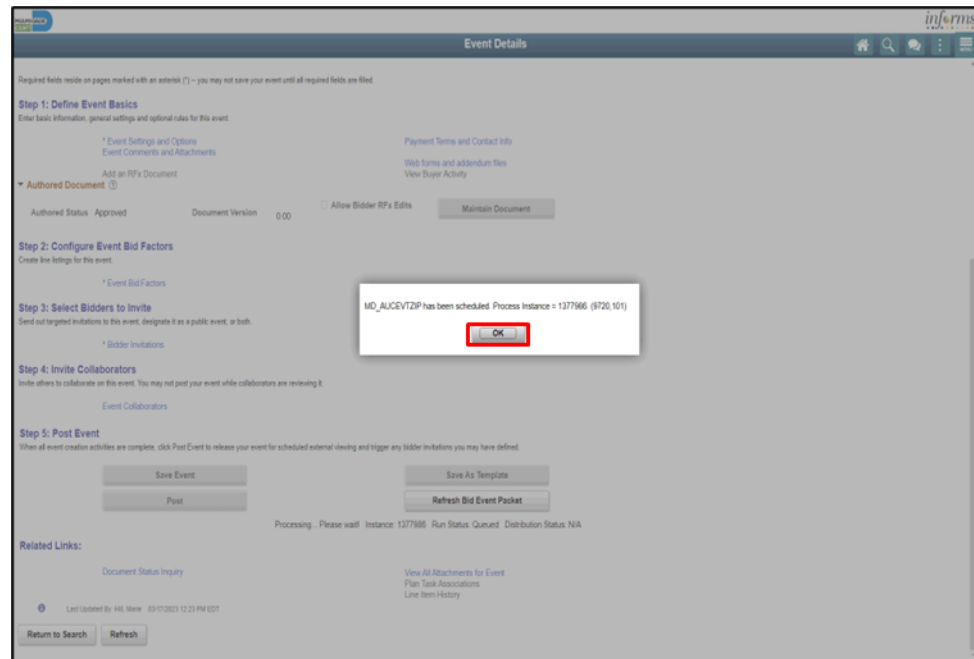 MIAMI-DADE
COUNTY
informs
Event Details
Required fields reside on pages marked with an asterisk (*) – you may not save your event until all required fields are filled.
Step 1: Define Event Basics
Enter basic information, general settings and optional rules for this event.
* Event Settings and Options
Payment Terms and Contact Info
Event Comments and Attachments
Web forms and addendum files
Add an RFx Document
View Buyer Activity
Authored Document
Authored Status Approved Document Version 0.00 Allow Bidder RFx Edits Maintain Document
Step 2: Configure Event Bid Factors
Create line listings for this event.
* Event Bid Factors
MD_AUCEVTZIP has been scheduled. Process Instance = 1377986. (9720,101)
OK
Step 3: Select Bidders to Invite
Send out targeted invitations to this event, designate it as a public event, or both.
* Bidder Invitations
Step 4: Invite Collaborators
Invite others to collaborate on this event. You may not post your event while collaborators are reviewing it.
Event Collaborators
Step 5: Post Event
When all event creation activities are complete, click Post Event to release your event for scheduled external viewing and trigger any bidder invitations you may have defined.
Save Event Save As Template
Post Refresh Bid Event Packet
Processing... Please wait! Instance: 1377986 Run Status: Queued Distribution Status: N/A
Related Links:
Document Status Inquiry
View All Attachments for Event
Plan Task Associations
Line Item History
Last Updated By: Hill, Marie 03/17/2023 12:23 PM EDT
Return to Search Refresh